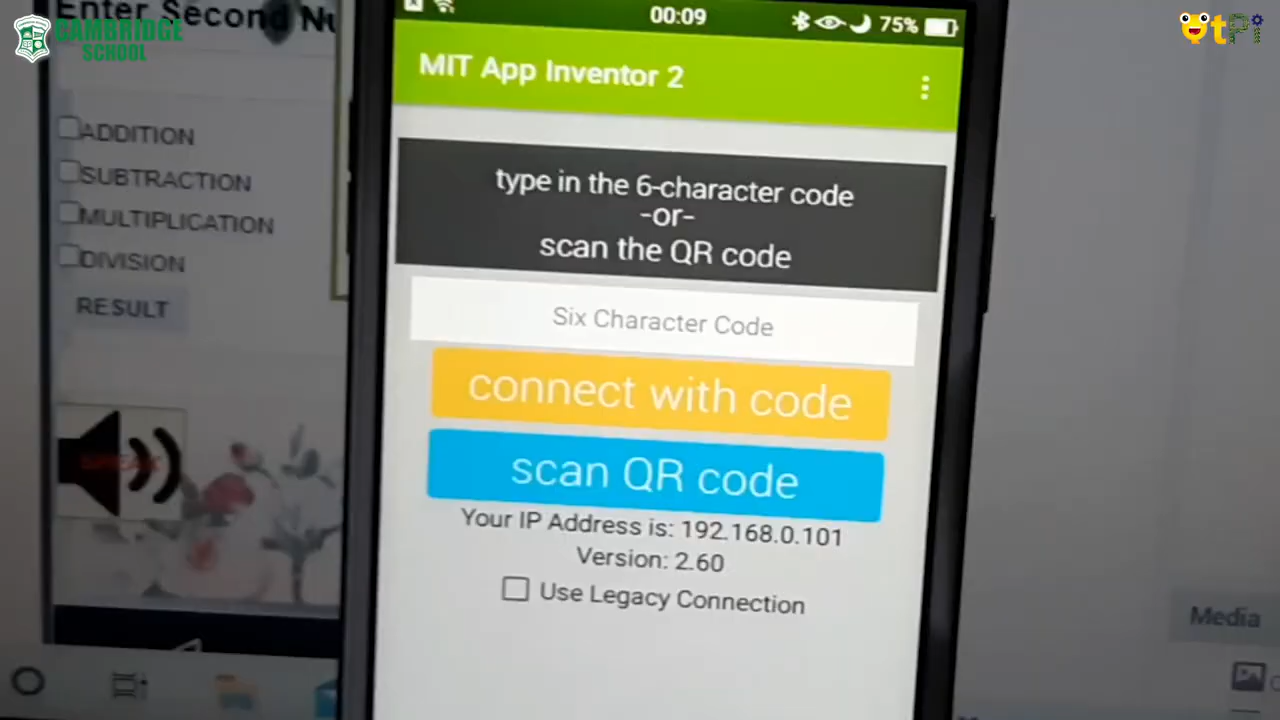 CAMBRIDGE
SCHOOL
UtPi
Enter Second Nu
ADDITION
SUBTRACTION
MULTIPLICATION
DIVISION
RESULT
00:09
75%
MIT App Inventor 2
type in the 6-character code
-or-
scan the QR code
Six Character Code
connect with code
scan QR code
Your IP Address is: 192.168.0.101
Version: 2.60
Use Legacy Connection
Media